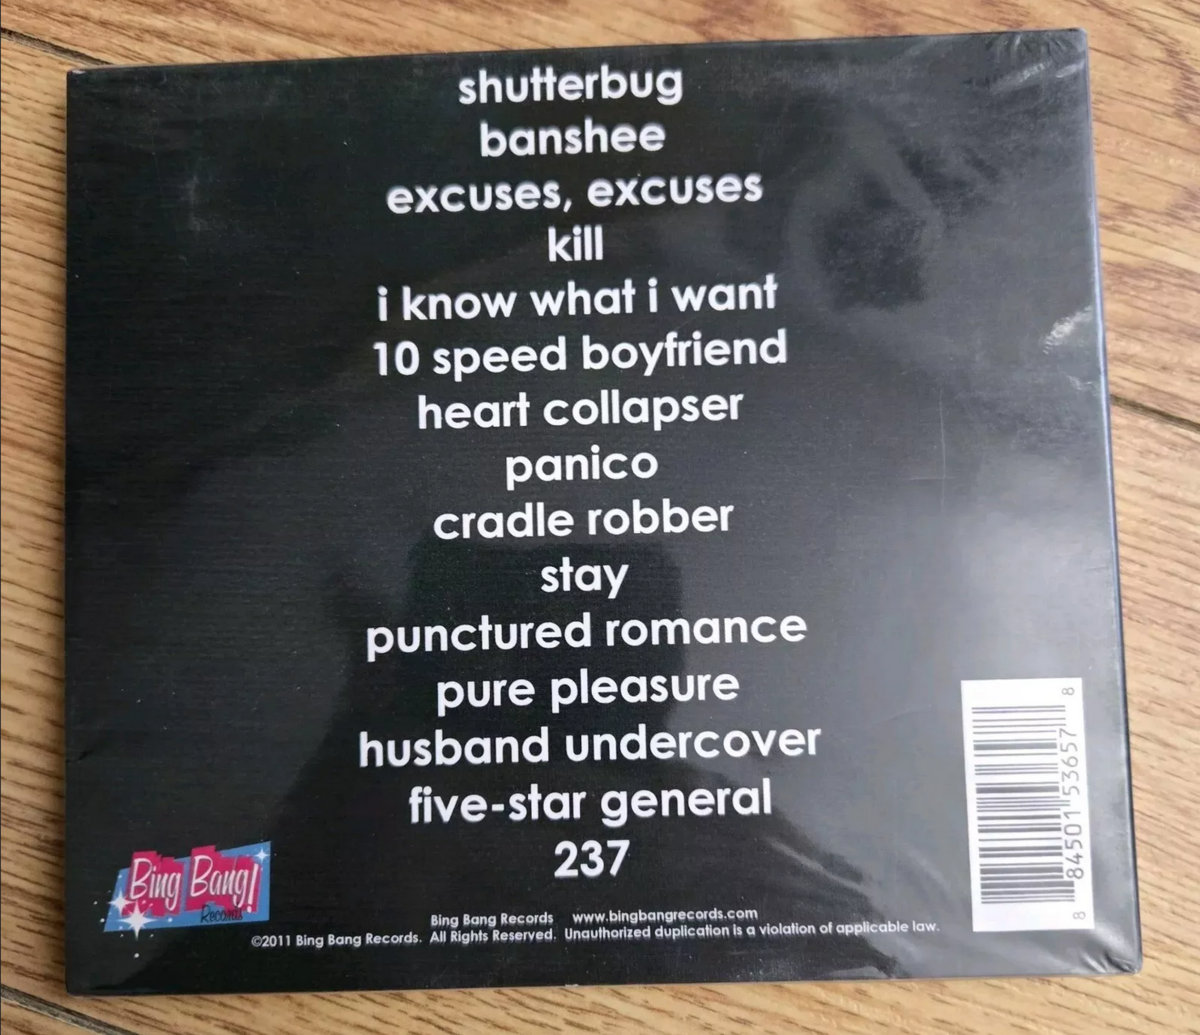 shutterbug
banshee
excuses, excuses
kill
i know what i want
10 speed boyfriend
heart collapser
panico
cradle robber
stay
punctured romance
pure pleasure
husband undercover
five-star general
237
Bing Bang!
Records
Bing Bang Records www.bingbangrecords.com
©2011 Bing Bang Records. All Rights Reserved. Unauthorized duplication is a violation of applicable law.
8 84501 53657 8